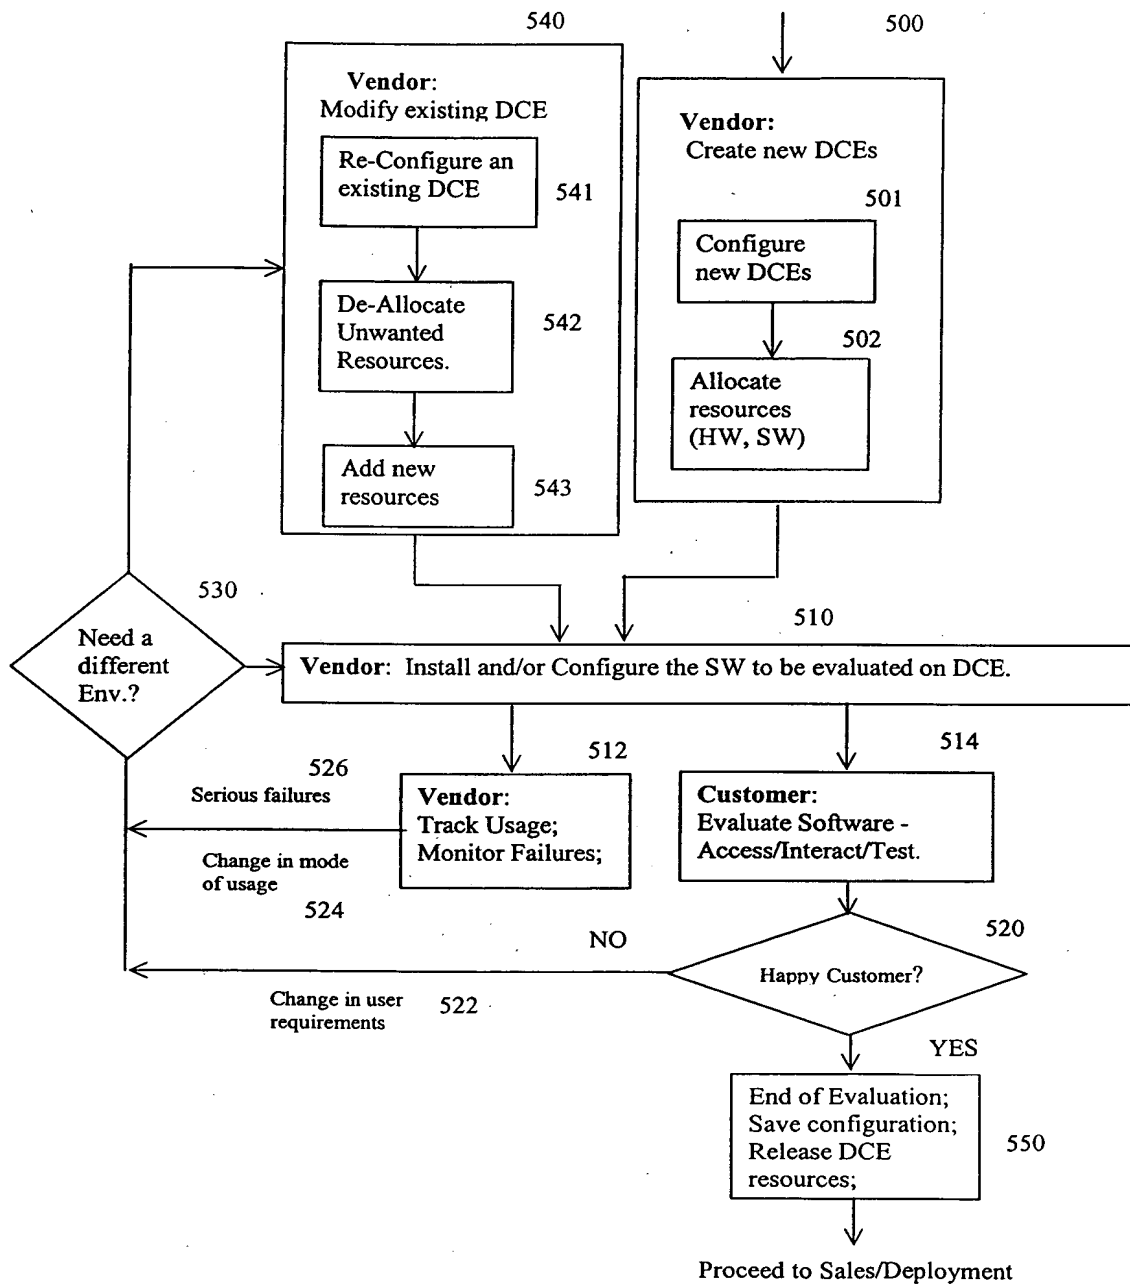 540
500
Vendor:
Modify existing DCE
Re-Configure an
existing DCE
541
De-Allocate
Unwanted
Resources.
542
Add new
resources
543
Vendor:
Create new DCEs
501
Configure
new DCEs
502
Allocate
resources
(HW, SW)
530
Need a
different
Env.?
510
Vendor: Install and/or Configure the SW to be evaluated on DCE.
512
514
526
Serious failures
Vendor:
Track Usage;
Monitor Failures;
Change in mode
of usage
524
Customer:
Evaluate Software -
Access/Interact/Test.
NO
520
Happy Customer?
Change in user
requirements
522
YES
End of Evaluation;
Save configuration;
Release DCE
resources;
550
Proceed to Sales/Deployment